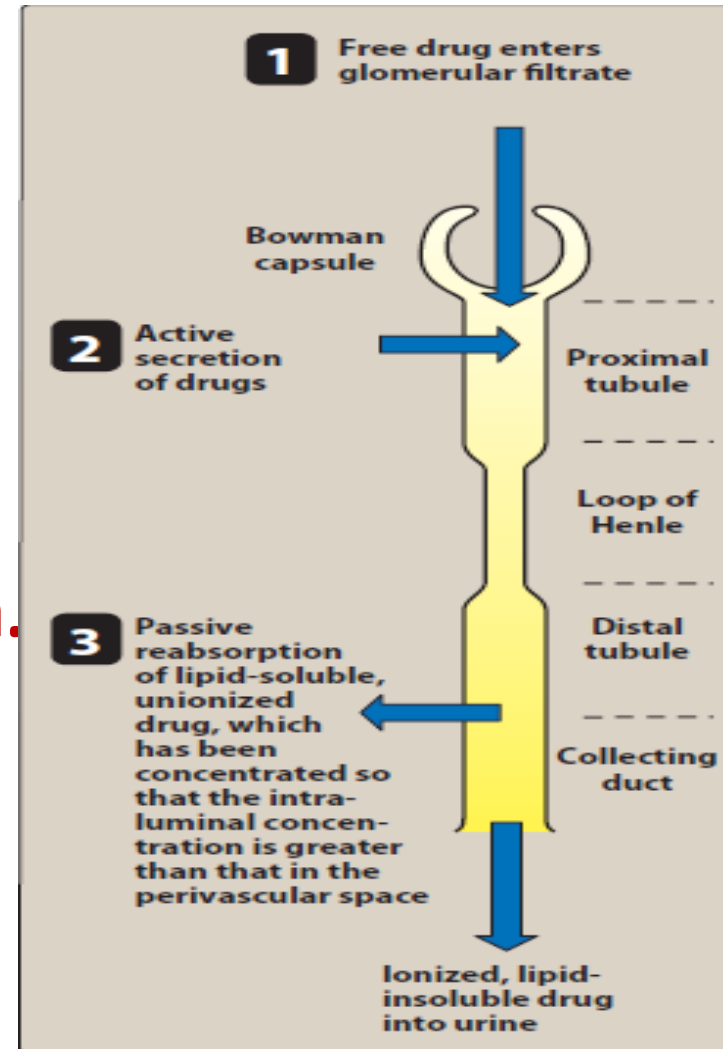 1
Free drug enters
glomerular filtrate
Bowman
capsule
2
Active
secretion
of drugs
Proximal
tubule
Loop of
Henle
3
Passive
reabsorption
of lipid-soluble,
unionized
drug, which
has been
concentrated so
that the intra-
luminal concen-
tration is greater
than that in the
perivascular space
Distal
tubule
Collecting
duct
Ionized, lipid-
insoluble drug
into urine